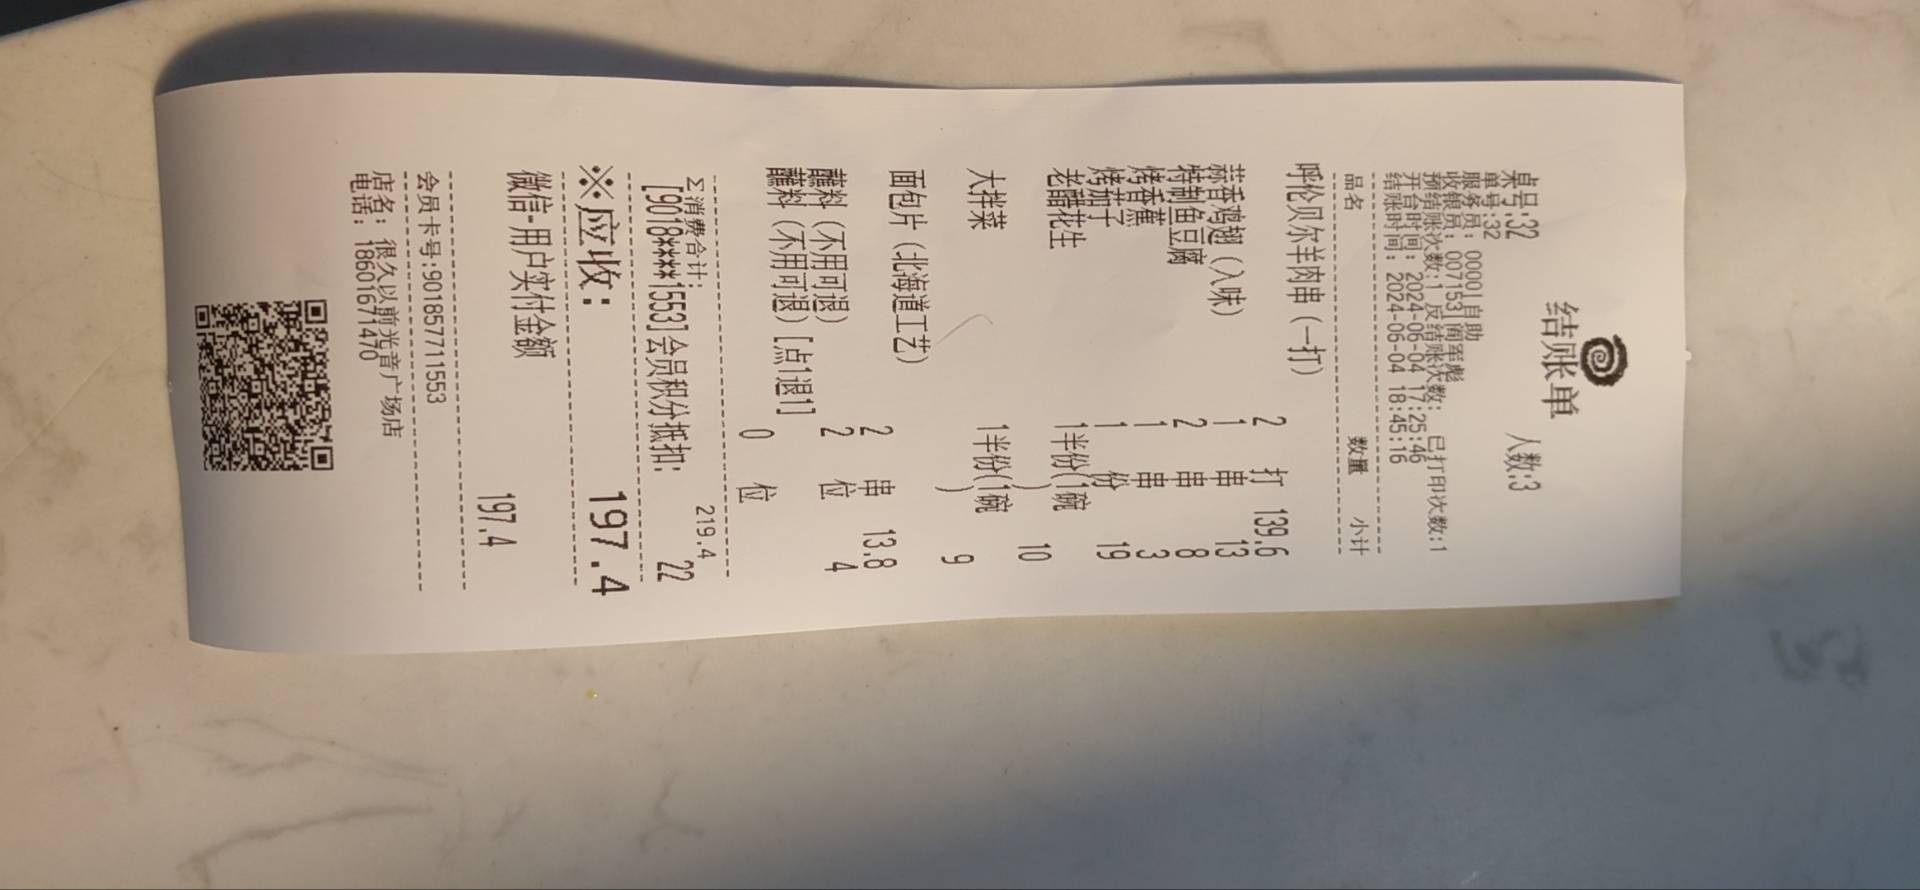 结账单
桌号:32 人数:3
单号:32
服务员: 00001自助
收银员: 007153
预结账次数:1 反结账次数: 已打印次数:1
开台时间: 2024-06-04 17:25:46
结账时间: 2024-06-04 18:45:16
品名 数量 小计
呼伦贝尔羊肉串(一打)
2 打 139.6
蒜香鸡翅(入味) 1 串 13
特制鱼豆腐 2 串 8
烤香蕉 1 串 3
烤茄子 1 份 19
老醋花生 1半份(1碗
) 10
大拌菜 1半份(1碗
) 9
面包片(北海道工艺)
2 串 13.8
蘸料(不用可退) 2 位 4
蘸料(不用可退)[点1退1]
0 位
Σ消费合计: 219.4
[9018****1553]会员积分抵扣: 22
※应收: 197.4
微信-用户实付金额
197.4
会员卡号:9018577711553
店名: 很久以前光音广场店
电话: 18601671470